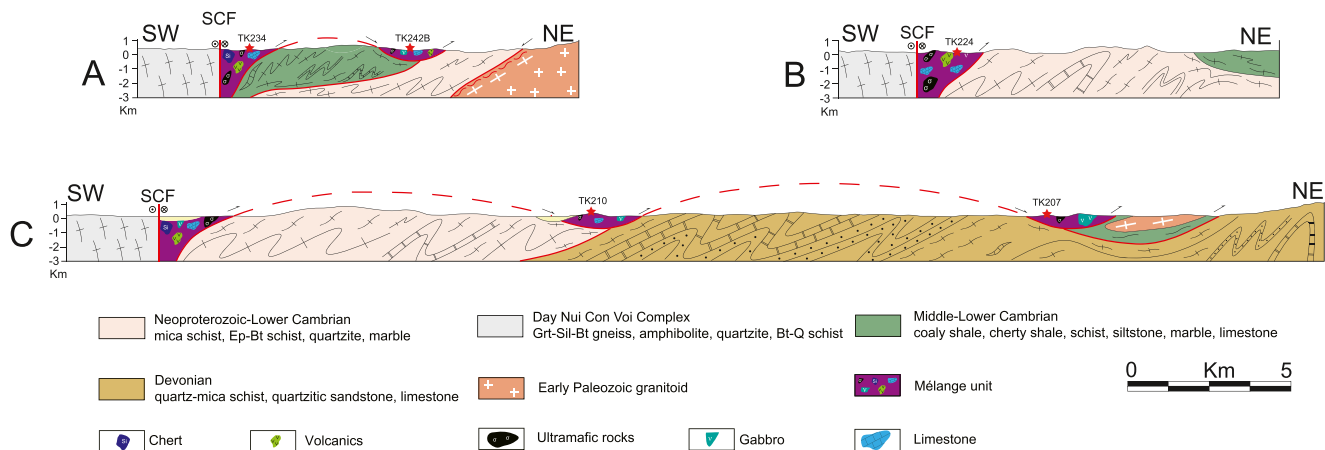 SCF
SW
TK234
TK242B
NE
1
0
-1
-2
-3
Km
A
Si
σ
SCF
SW
TK224
NE
1
0
-1
-2
-3
Km
B
σ
σ
SW
SCF
TK210
TK207
NE
1
0
-1
-2
-3
Km
C
Si
Neoproterozoic-Lower Cambrian
mica schist, Ep-Bt schist, quartzite, marble
Day Nui Con Voi Complex
Grt-Sil-Bt gneiss, amphibolite, quartzite, Bt-Q schist
Middle-Lower Cambrian
coaly shale, cherty shale, schist, siltstone, marble, limestone
Devonian
quartz-mica schist, quartzitic sandstone, limestone
Early Paleozoic granitoid
Mélange unit
0 Km 5
Si Chert
Volcanics
σ σ Ultramafic rocks
v Gabbro
Limestone